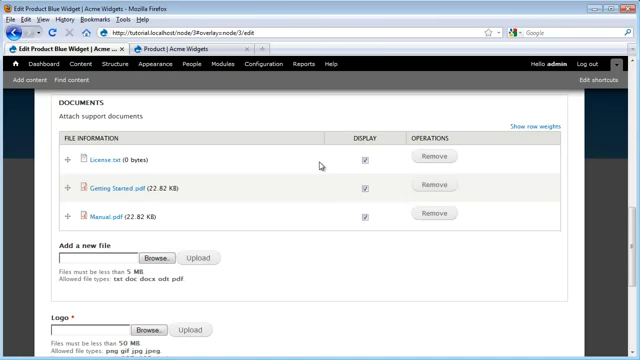 Edit Product Blue Widget | Acme Widgets - Mozilla Firefox
File Edit View History Bookmarks Tools Help
http://tutorial.localhost/node/3#overlay=node/3/edit
Google
Edit Product Blue Widget | Acme ... Product | Acme Widgets
Dashboard Content Structure Appearance People Modules Configuration Reports Help Hello admin Log out
Add content Find content Edit shortcuts
DOCUMENTS
Attach support documents
Show row weights
FILE INFORMATION DISPLAY OPERATIONS
License.txt (0 bytes) Remove
Getting Started.pdf (22.82 KB) Remove
Manual.pdf (22.82 KB) Remove
Add a new file
Browse.. Upload
Files must be less than 5 MB.
Allowed file types: txt doc docx odt pdf.
Logo *
Browse.. Upload
Files must be less than 50 MB.
Allowed file types: png gif jpg jpeg.